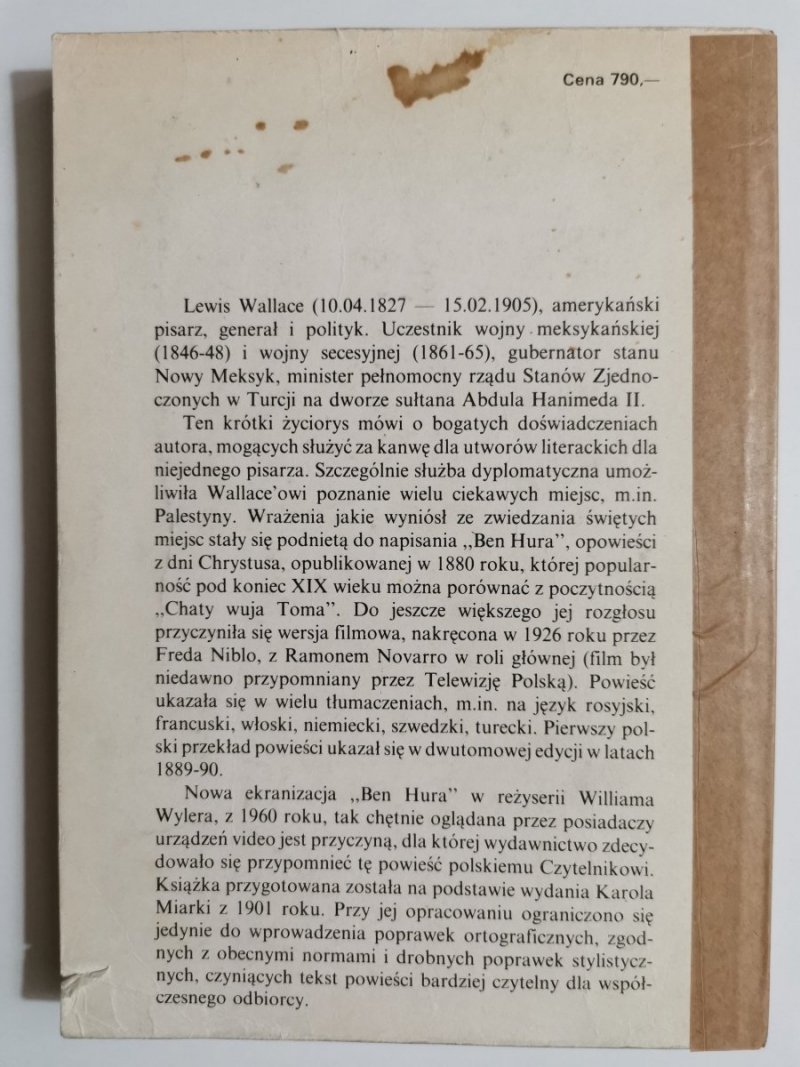 Cena 790,—
Lewis Wallace (10.04.1827 — 15.02.1905), amerykański
pisarz, generał i polityk. Uczestnik wojny meksykańskiej
(1846-48) i wojny secesyjnej (1861-65), gubernator stanu
Nowy Meksyk, minister pełnomocny rządu Stanów Zjedno-
czonych w Turcji na dworze sułtana Abdula Hanimeda II.
Ten krótki życiorys mówi o bogatych doświadczeniach
autora, mogących służyć za kanwę dla utworów literackich dla
niejednego pisarza. Szczególnie służba dyplomatyczna umoż-
liwiła Wallace'owi poznanie wielu ciekawych miejsc, m.in.
Palestyny. Wrażenia jakie wyniósł ze zwiedzania świętych
miejsc stały się podnietą do napisania „Ben Hura”, opowieści
z dni Chrystusa, opublikowanej w 1880 roku, której popular-
ność pod koniec XIX wieku można porównać z poczytnością
„Chaty wuja Toma”. Do jeszcze większego jej rozgłosu
przyczyniła się wersja filmowa, nakręcona w 1926 roku przez
Freda Niblo, z Ramonem Novarro w roli głównej (film był
niedawno przypomniany przez Telewizję Polską). Powieść
ukazała się w wielu tłumaczeniach, m.in. na język rosyjski,
francuski, włoski, niemiecki, szwedzki, turecki. Pierwszy pol-
ski przekład powieści ukazał się w dwutomowej edycji w latach
1889-90.
Nowa ekranizacja „Ben Hura” w reżyserii Williama
Wylera, z 1960 roku, tak chętnie oglądana przez posiadaczy
urządzeń video jest przyczyną, dla której wydawnictwo zdecy-
dowało się przypomnieć tę powieść polskiemu Czytelnikowi.
Książka przygotowana została na podstawie wydania Karola
Miarki z 1901 roku. Przy jej opracowaniu ograniczono się
jedynie do wprowadzenia poprawek ortograficznych, zgod-
nych z obecnymi normami i drobnych poprawek stylistycz-
nych, czyniących tekst powieści bardziej czytelny dla współ-
czesnego odbiorcy.